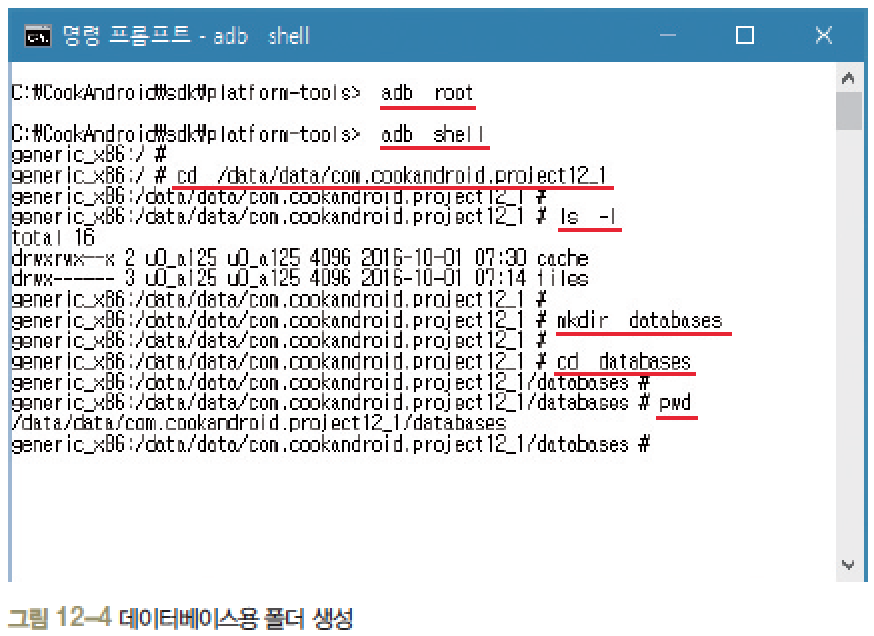 명령 프롬프트 - adb shell
C:₩CookAndroid₩sdk₩platform-tools> adb root
C:₩CookAndroid₩sdk₩platform-tools> adb shell
generic_x86:/ #
generic_x86:/ # cd /data/data/com.cookandroid.project12_1
generic_x86:/data/data/com.cookandroid.project12_1 #
generic_x86:/data/data/com.cookandroid.project12_1 # ls -l
total 16
drwxrwx--x 2 u0_a125 u0_a125 4096 2016-10-01 07:30 cache
drwx------ 3 u0_a125 u0_a125 4096 2016-10-01 07:14 files
generic_x86:/data/data/com.cookandroid.project12_1 #
generic_x86:/data/data/com.cookandroid.project12_1 # mkdir databases
generic_x86:/data/data/com.cookandroid.project12_1 #
generic_x86:/data/data/com.cookandroid.project12_1 # cd databases
generic_x86:/data/data/com.cookandroid.project12_1/databases #
generic_x86:/data/data/com.cookandroid.project12_1/databases # pwd
/data/data/com.cookandroid.project12_1/databases
generic_x86:/data/data/com.cookandroid.project12_1/databases #
그림 12-4 데이터베이스용 폴더 생성